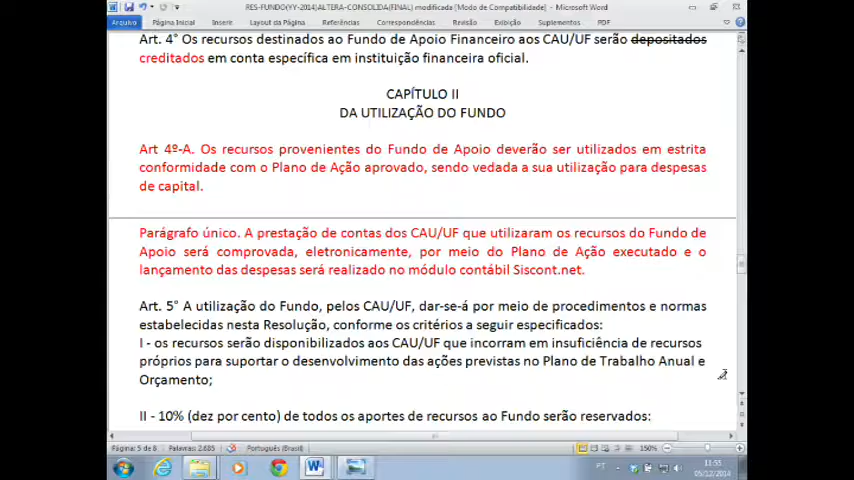 RES-FUNDO(YY-2014)ALTERA-CONSOLIDA(FINAL) modificada [Modo de Compatibilidade] - Microsoft Word
Arquivo Página Inicial Inserir Layout da Página Referências Correspondências Revisão Exibição Suplementos PDF
Art. 4° Os recursos destinados ao Fundo de Apoio Financeiro aos CAU/UF serão depositados
creditados em conta específica em instituição financeira oficial.
CAPÍTULO II
DA UTILIZAÇÃO DO FUNDO
Art 4º-A. Os recursos provenientes do Fundo de Apoio deverão ser utilizados em estrita
conformidade com o Plano de Ação aprovado, sendo vedada a sua utilização para despesas
de capital.
Parágrafo único. A prestação de contas dos CAU/UF que utilizaram os recursos do Fundo de
Apoio será comprovada, eletronicamente, por meio do Plano de Ação executado e o
lançamento das despesas será realizado no módulo contábil Siscont.net.
Art. 5° A utilização do Fundo, pelos CAU/UF, dar-se-á por meio de procedimentos e normas
estabelecidas nesta Resolução, conforme os critérios a seguir especificados:
I - os recursos serão disponibilizados aos CAU/UF que incorram em insuficiência de recursos
próprios para suportar o desenvolvimento das ações previstas no Plano de Trabalho Anual e
Orçamento;
II - 10% (dez por cento) de todos os aportes de recursos ao Fundo serão reservados:
Página: 5 de 8 Palavras: 2.685 Português (Brasil) 150%
PT 11:55
05/12/2014